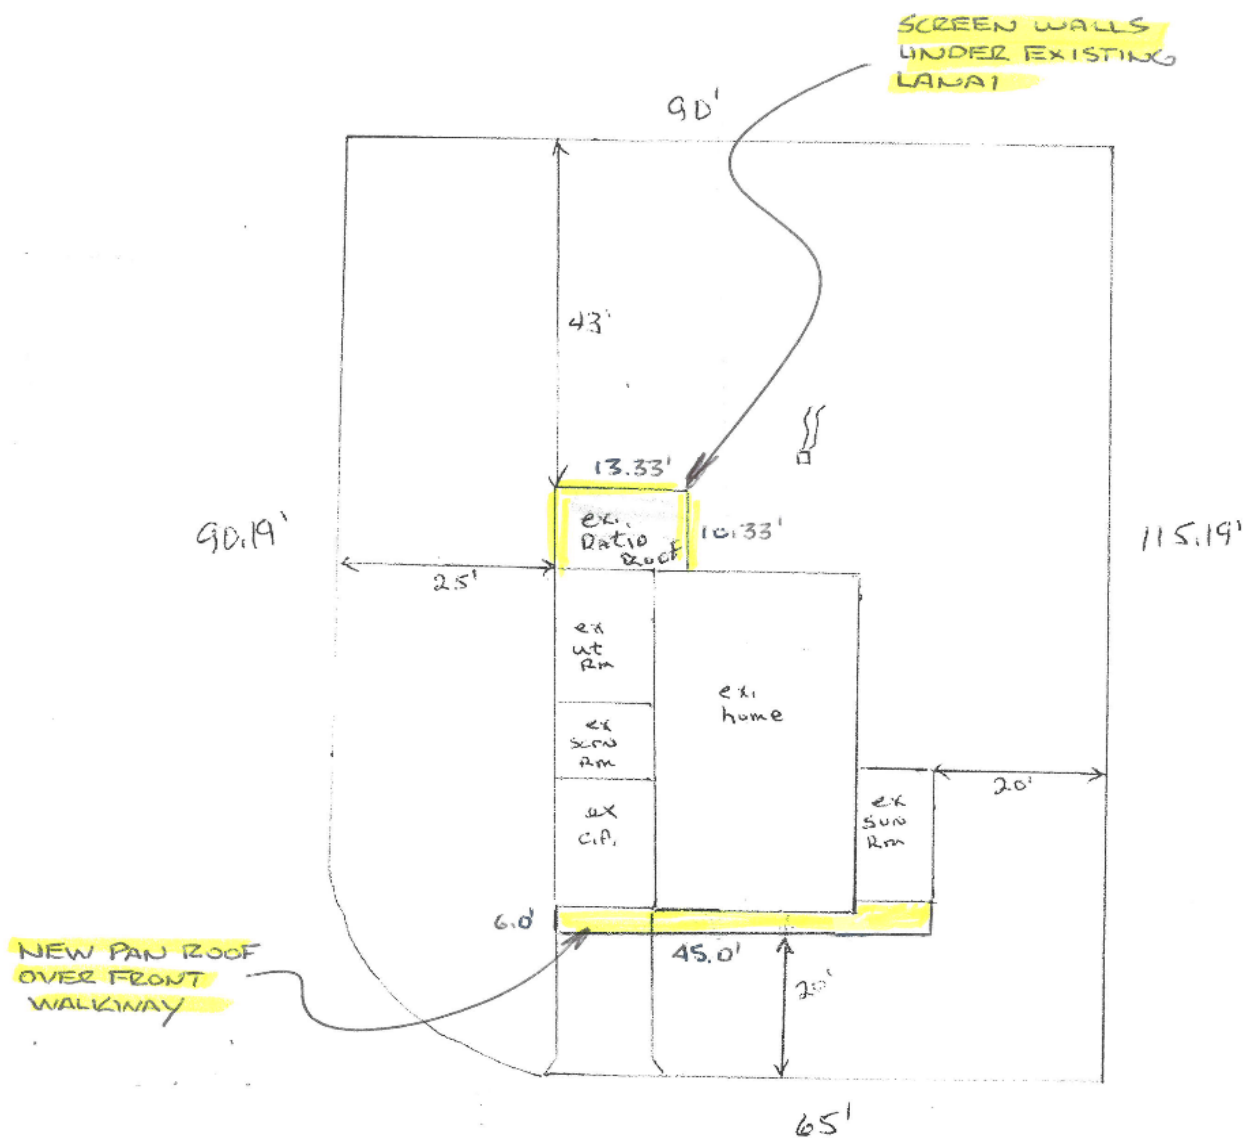 SCREEN WALLS
UNDER EXISTING
LANAI
90'
43'
13.33'
ex.
Patio
Roof
10.33'
90.19'
115.19'
25'
ex
ut
Rm
ex.
home
ex
scrn
Rm
20'
ex
c.p.
ex
sun
Rm
6.0'
45.0'
NEW PAN ROOF
OVER FRONT
WALKWAY
20'
65'